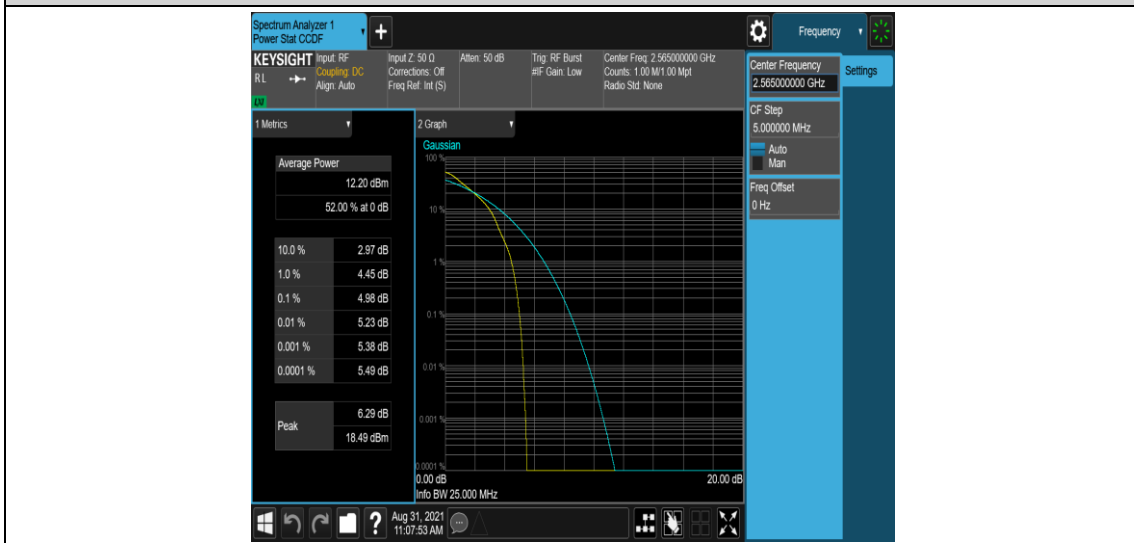 Spectrum Analyzer 1
Power Stat CCDF
+
Frequency
KEYSIGHT
RL
LXI
Input: RF
Coupling: DC
Align: Auto
Input Z: 50 Ω
Corrections: Off
Freq Ref: Int (S)
Atten: 50 dB
Trig: RF Burst
#IF Gain: Low
Center Freq: 2.565000000 GHz
Counts: 1.00 M/1.00 Mpt
Radio Std: None
Center Frequency
2.565000000 GHz
Settings
CF Step
5.000000 MHz
Auto
Man
Freq Offset
0 Hz
1 Metrics
Average Power
12.20 dBm
52.00 % at 0 dB
10.0 % 2.97 dB
1.0 % 4.45 dB
0.1 % 4.98 dB
0.01 % 5.23 dB
0.001 % 5.38 dB
0.0001 % 5.49 dB
Peak 6.29 dB
18.49 dBm
2 Graph
Gaussian
100 %
10 %
1 %
0.1 %
0.01 %
0.001 %
0.0001 %
0.00 dB 20.00 dB
Info BW 25.000 MHz
?
Aug 31, 2021
11:07:53 AM